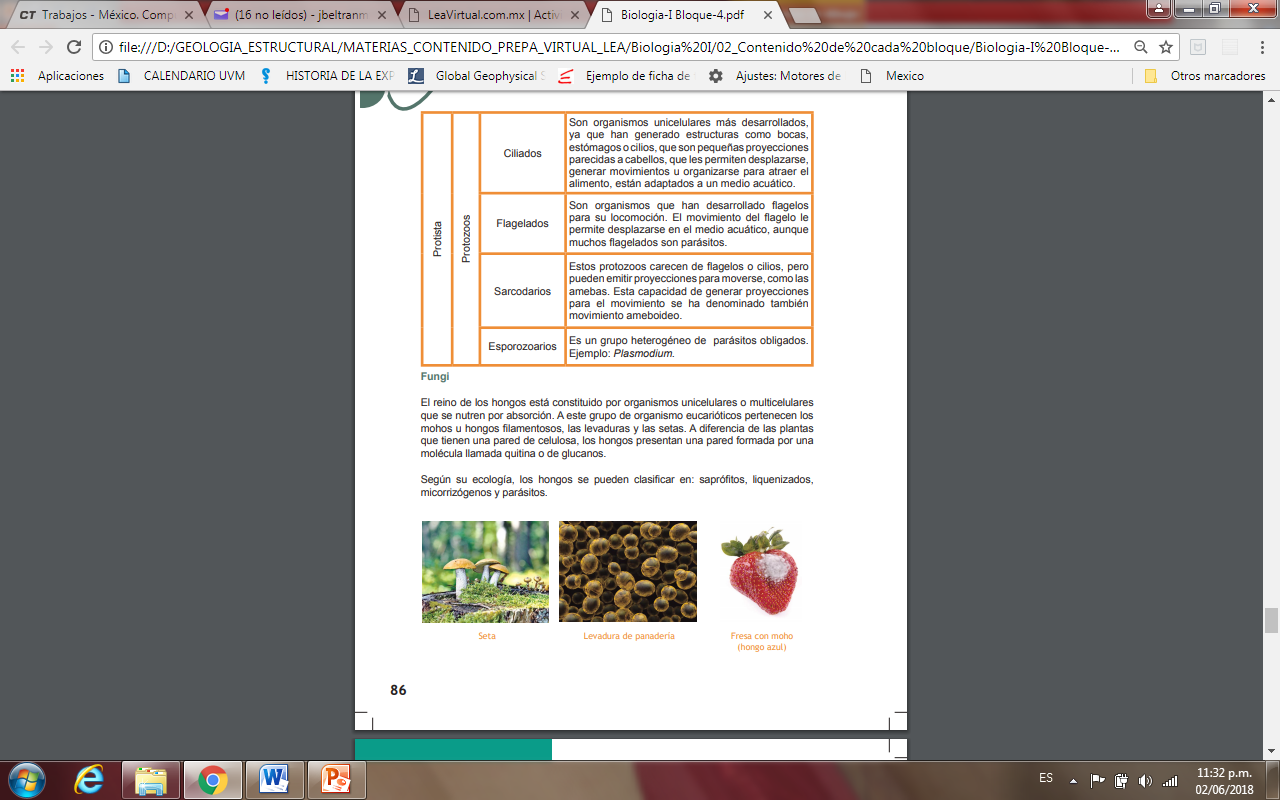 CT Trabajos - México. Comp
(16 no leídos) - jbeltranm
LeaVirtual.com.mx | Activi
Biologia-I Bloque-4.pdf
file:///D:/GEOLOGIA_ESTRUCTURAL/MATERIAS_CONTENIDO_PREPA_VIRTUAL_LEA/Biologia%20I/02_Contenido%20de%20cada%20bloque/Biologia-I%20Bloque-...
Aplicaciones
CALENDARIO UVM
HISTORIA DE LA EXP
Global Geophysical S
Ejemplo de ficha de
Ajustes: Motores de
Mexico
Otros marcadores
Protista
Protozoos
Ciliados
Son organismos unicelulares más desarrollados,
ya que han generado estructuras como bocas,
estómagos o cilios, que son pequeñas proyecciones
parecidas a cabellos, que les permiten desplazarse,
generar movimientos u organizarse para atraer el
alimento, están adaptados a un medio acuático.
Flagelados
Son organismos que han desarrollado flagelos
para su locomoción. El movimiento del flagelo le
permite desplazarse en el medio acuático, aunque
muchos flagelados son parásitos.
Sarcodarios
Estos protozoos carecen de flagelos o cilios, pero
pueden emitir proyecciones para moverse, como las
amebas. Esta capacidad de generar proyecciones
para el movimiento se ha denominado también
movimiento ameboideo.
Esporozoarios
Es un grupo heterogéneo de parásitos obligados.
Ejemplo: Plasmodium.
Fungi
El reino de los hongos está constituido por organismos unicelulares o multicelulares
que se nutren por absorción. A este grupo de organismo eucarióticos pertenecen los
mohos u hongos filamentosos, las levaduras y las setas. A diferencia de las plantas
que tienen una pared de celulosa, los hongos presentan una pared formada por una
molécula llamada quitina o de glucanos.
Según su ecología, los hongos se pueden clasificar en: saprófitos, liquenizados,
micorrizógenos y parásitos.
Seta
Levadura de panadería
Fresa con moho
(hongo azul)
86
ES
11:32 p.m.
02/06/2018